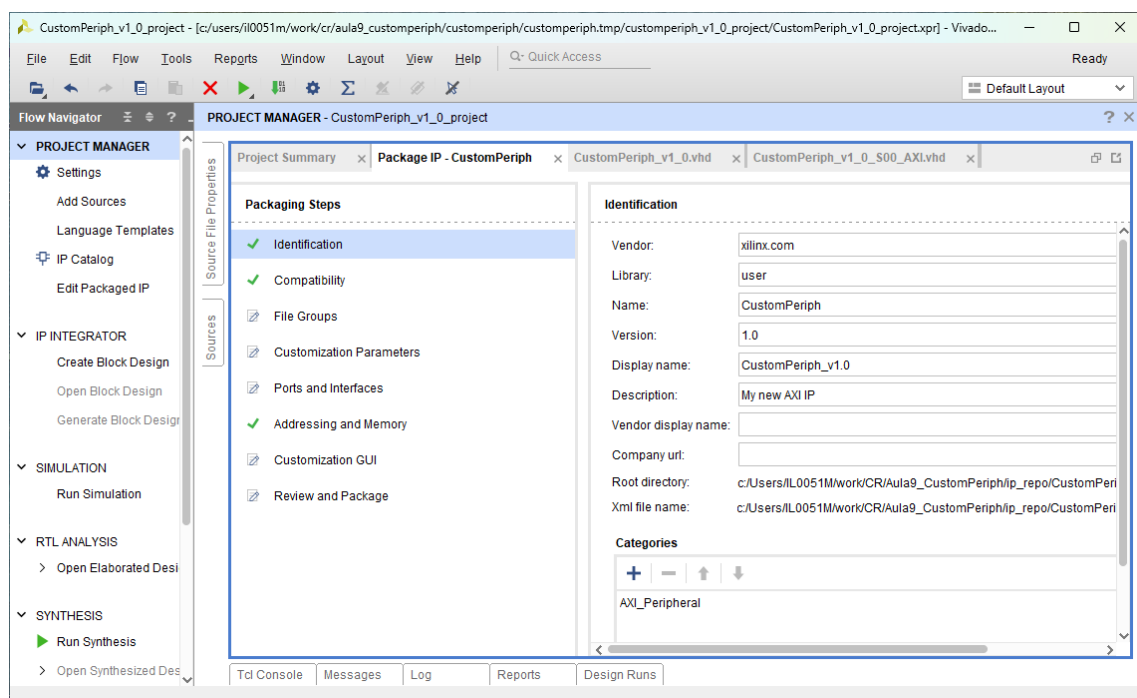 CustomPeriph_v1_0_project - [c:/users/il0051m/work/cr/aula9_customperiph/customperiph/customperiph.tmp/customperiph_v1_0_project/CustomPeriph_v1_0_project.xpr] - Vivado...
File Edit Flow Tools Reports Window Layout View Help Q- Quick Access Ready
Default Layout
Flow Navigator
PROJECT MANAGER - CustomPeriph_v1_0_project
PROJECT MANAGER
Settings
Add Sources
Language Templates
IP Catalog
Edit Packaged IP
IP INTEGRATOR
Create Block Design
Open Block Design
Generate Block Design
SIMULATION
Run Simulation
RTL ANALYSIS
Open Elaborated Desi
SYNTHESIS
Run Synthesis
Open Synthesized Des
Source File Properties
Sources
Project Summary
Package IP - CustomPeriph
CustomPeriph_v1_0.vhd
CustomPeriph_v1_0_S00_AXI.vhd
Packaging Steps
Identification
Compatibility
File Groups
Customization Parameters
Ports and Interfaces
Addressing and Memory
Customization GUI
Review and Package
Identification
Vendor: xilinx.com
Library: user
Name: CustomPeriph
Version: 1.0
Display name: CustomPeriph_v1.0
Description: My new AXI IP
Vendor display name:
Company url:
Root directory: c:/Users/IL0051M/work/CR/Aula9_CustomPeriph/ip_repo/CustomPeri
Xml file name: c:/Users/IL0051M/work/CR/Aula9_CustomPeriph/ip_repo/CustomPeri
Categories
AXI_Peripheral
Tcl Console Messages Log Reports Design Runs